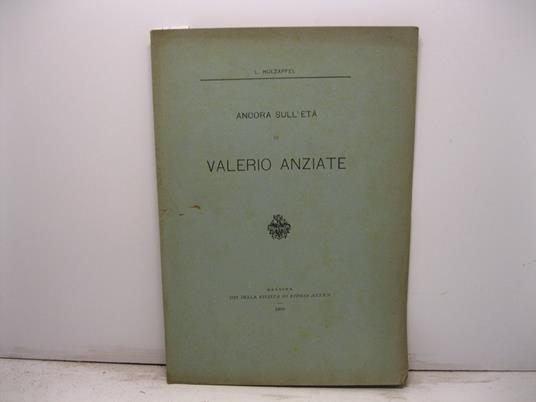 L. HOLZAPFEL
ANCORA SULL'ETÀ
DI
VALERIO ANZIATE
MESSINA
TIP. DELLA RIVISTA DI STORIA ANTICA